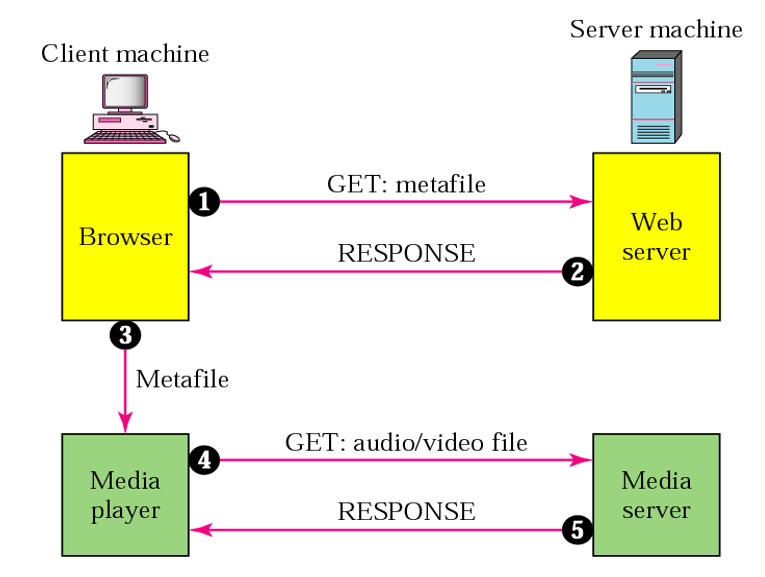 Client machine
Server machine
1
GET: metafile
Browser
Web
server
RESPONSE
2
3
Metafile
4
GET: audio/video file
Media
player
Media
server
RESPONSE
5